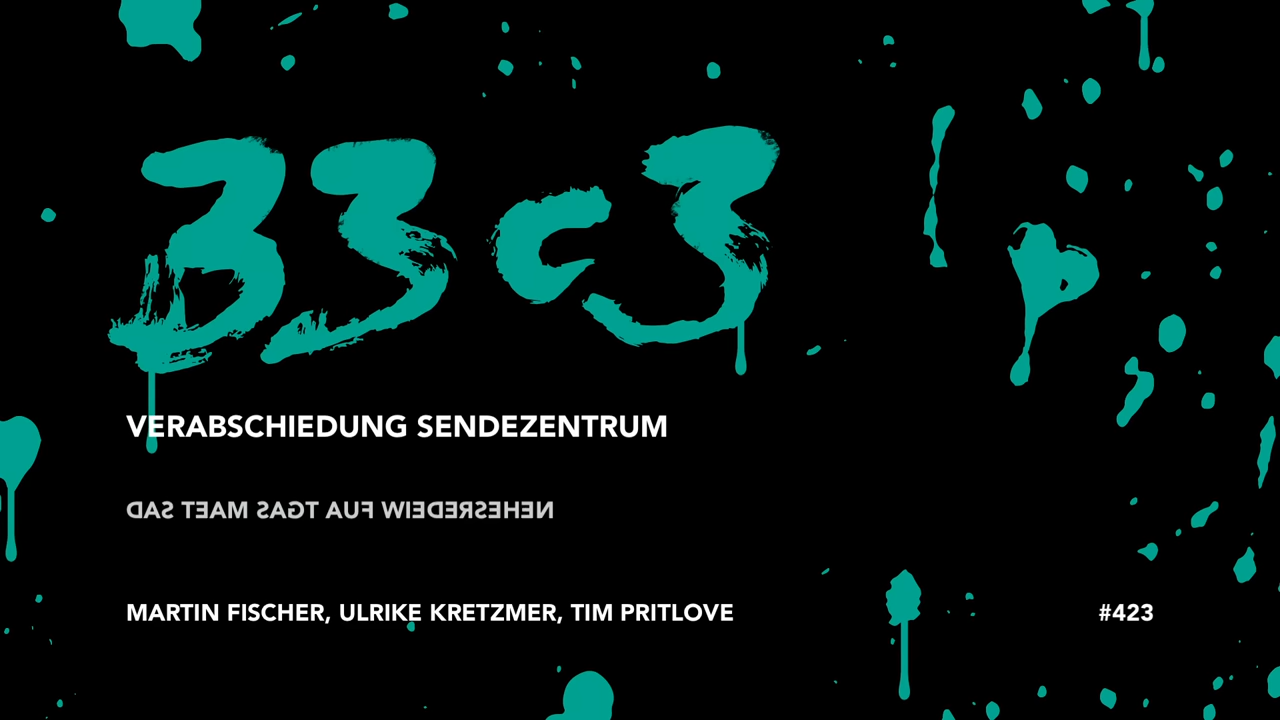 33c3
VERABSCHIEDUNG SENDEZENTRUM
DAS TEAM SAGT AUF WIEDERSEHEN
MARTIN FISCHER, ULRIKE KRETZMER, TIM PRITLOVE
#423